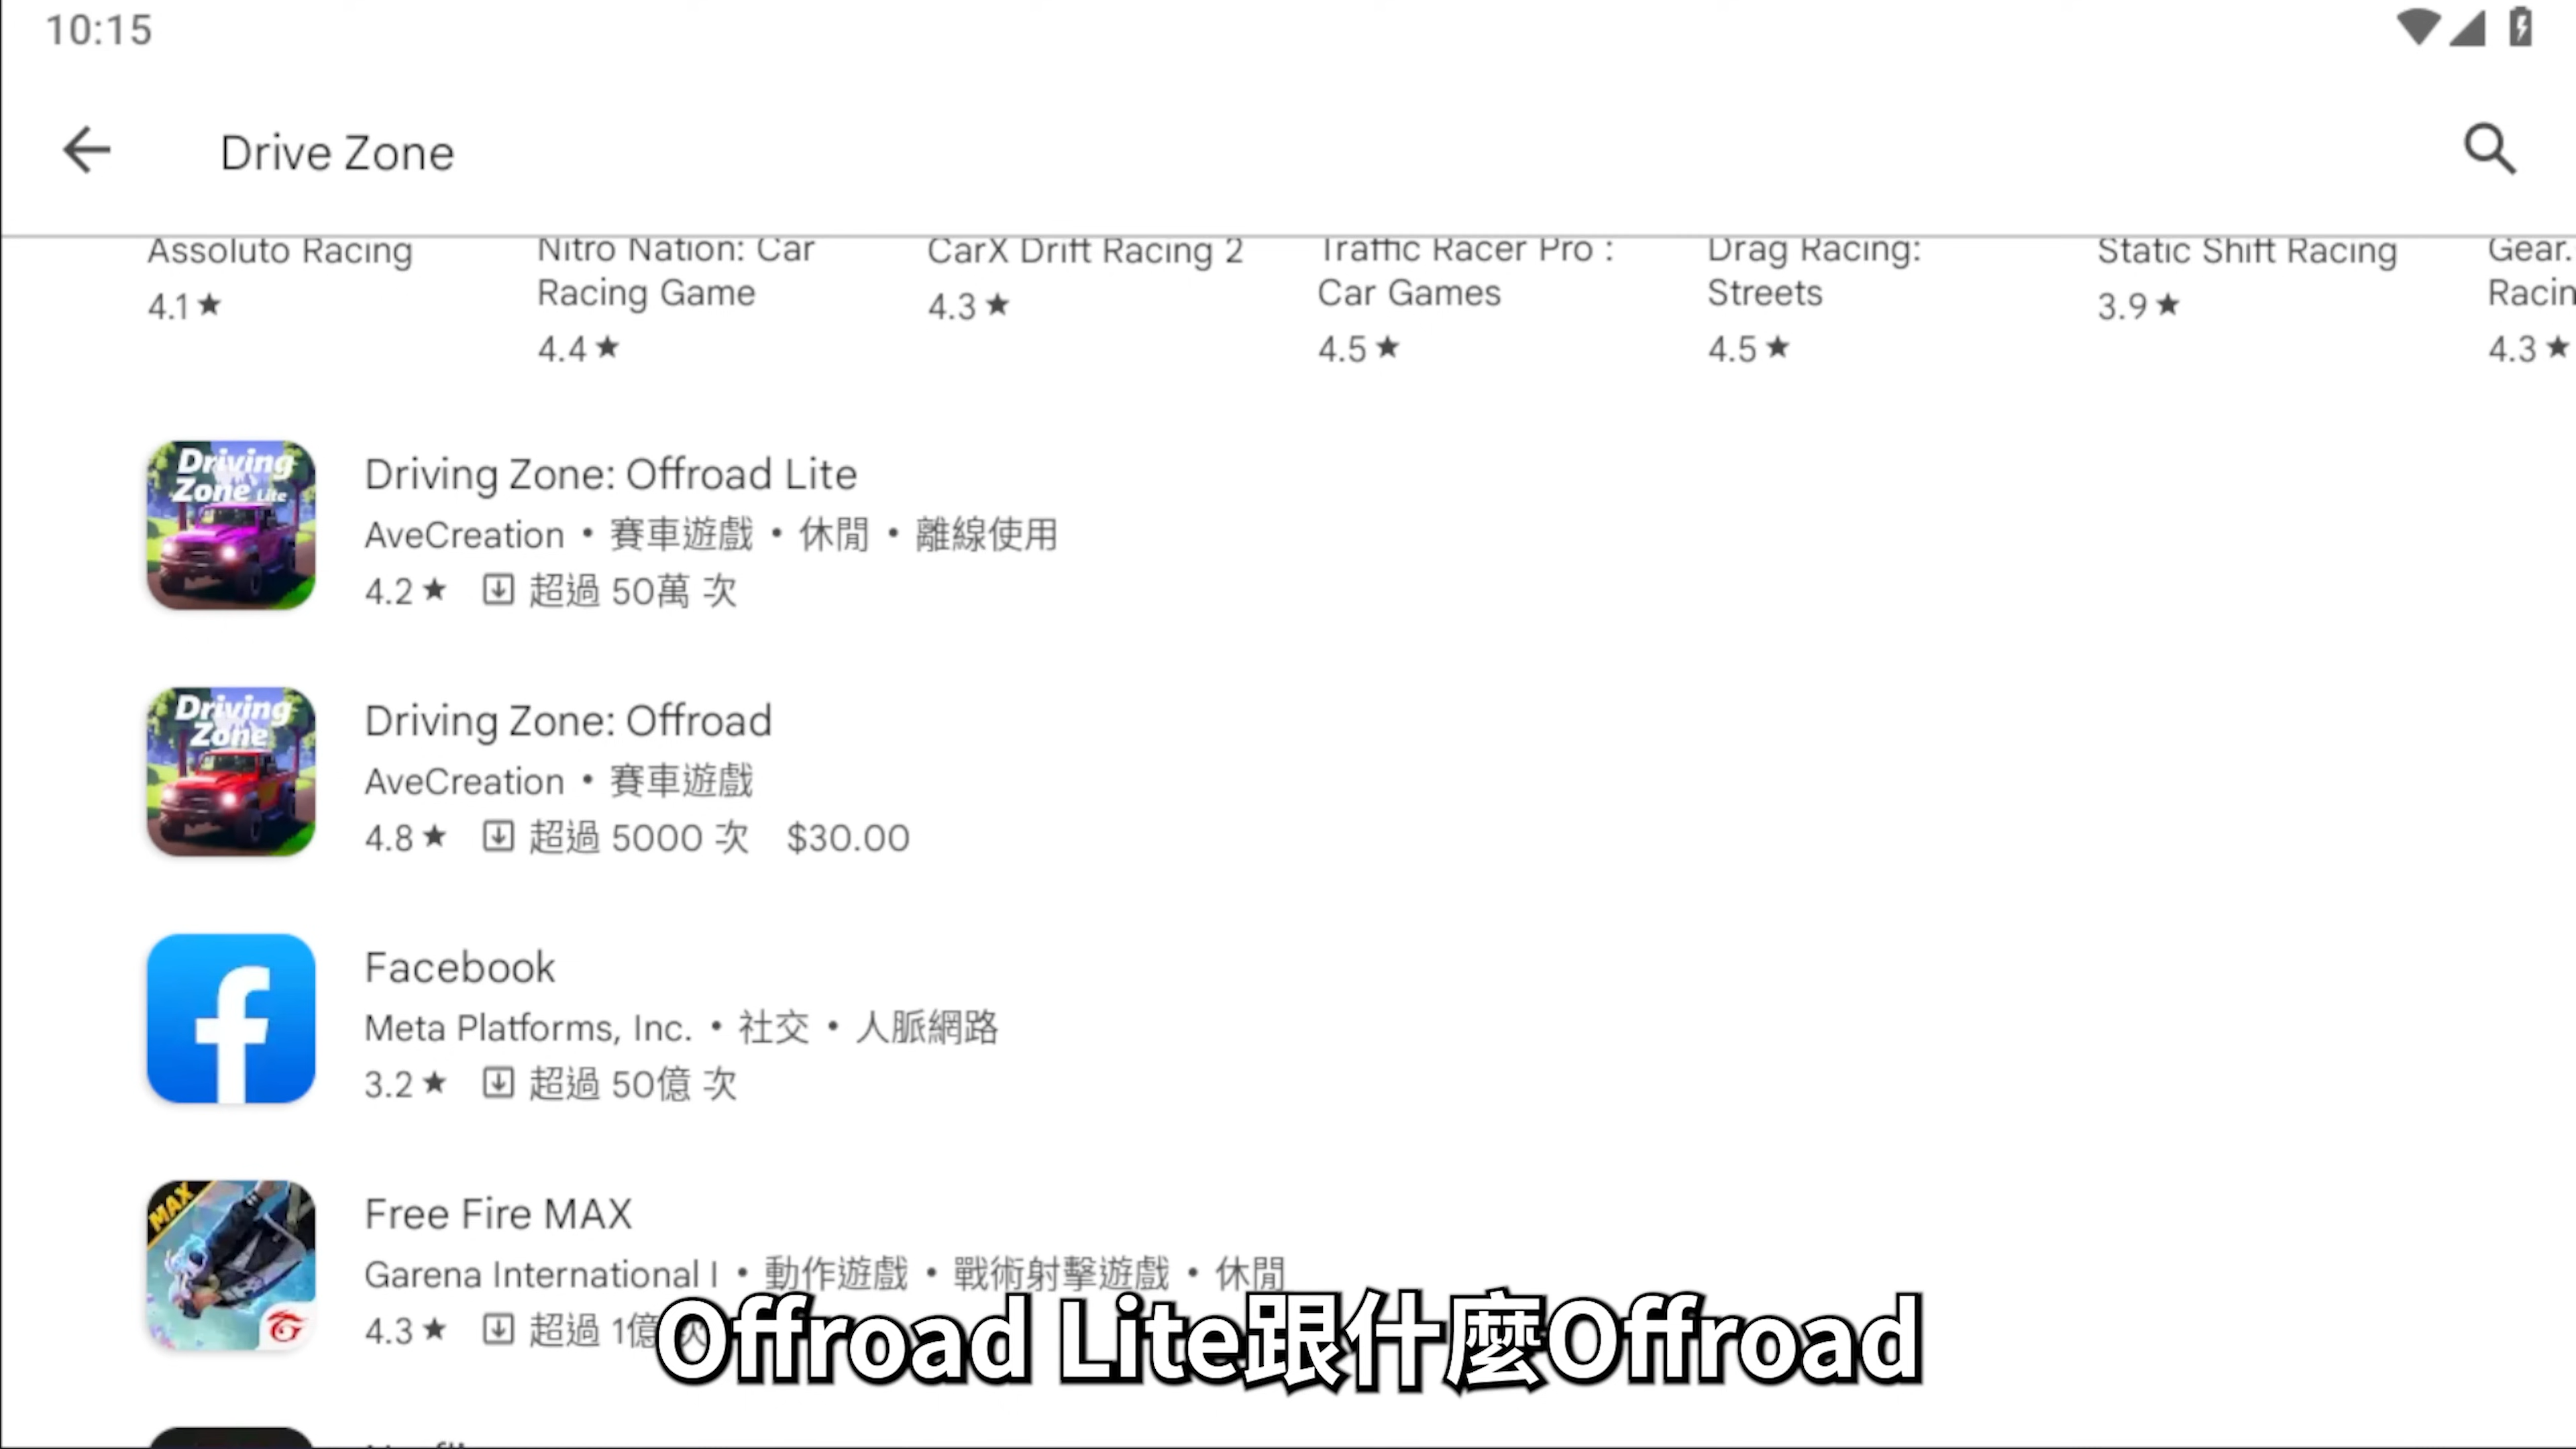 10:15
Drive Zone
Assoluto Racing
4.1 ★
Nitro Nation: Car
Racing Game
4.4 ★
CarX Drift Racing 2
4.3 ★
Traffic Racer Pro :
Car Games
4.5 ★
Drag Racing:
Streets
4.5 ★
Static Shift Racing
3.9 ★
Gear.
Racin
4.3 ★
Driving
Zone Lite
Driving Zone: Offroad Lite
AveCreation • 賽車遊戲 • 休閒 • 離線使用
4.2 ★ 超過 50萬 次
Driving
Zone
Driving Zone: Offroad
AveCreation • 賽車遊戲
4.8 ★ 超過 5000 次 $30.00
Facebook
Meta Platforms, Inc. • 社交 • 人脈網路
3.2 ★ 超過 50億 次
MAX
Free Fire MAX
Garena International I • 動作遊戲 • 戰術射擊遊戲 • 休閒
4.3 ★ 超過 1億 次
Offroad Lite跟什麼Offroad